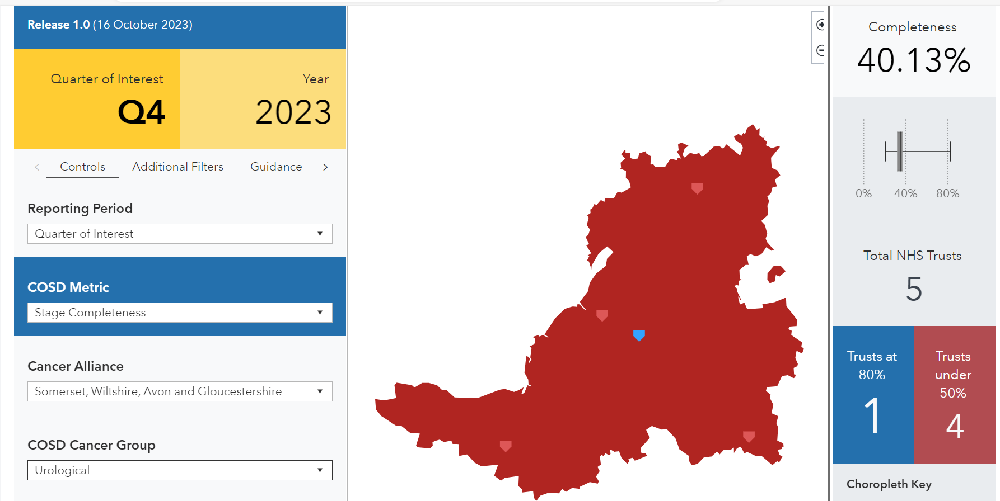 Release 1.0 (16 October 2023)
Quarter of Interest
Q4
Year
2023
Controls
Additional Filters
Guidance
Reporting Period
Quarter of Interest
COSD Metric
Stage Completeness
Cancer Alliance
Somerset, Wiltshire, Avon and Gloucestershire
COSD Cancer Group
Urological
Completeness
40.13%
0%
40%
80%
Total NHS Trusts
5
Trusts at
80%
1
Trusts
under
50%
4
Choropleth Key